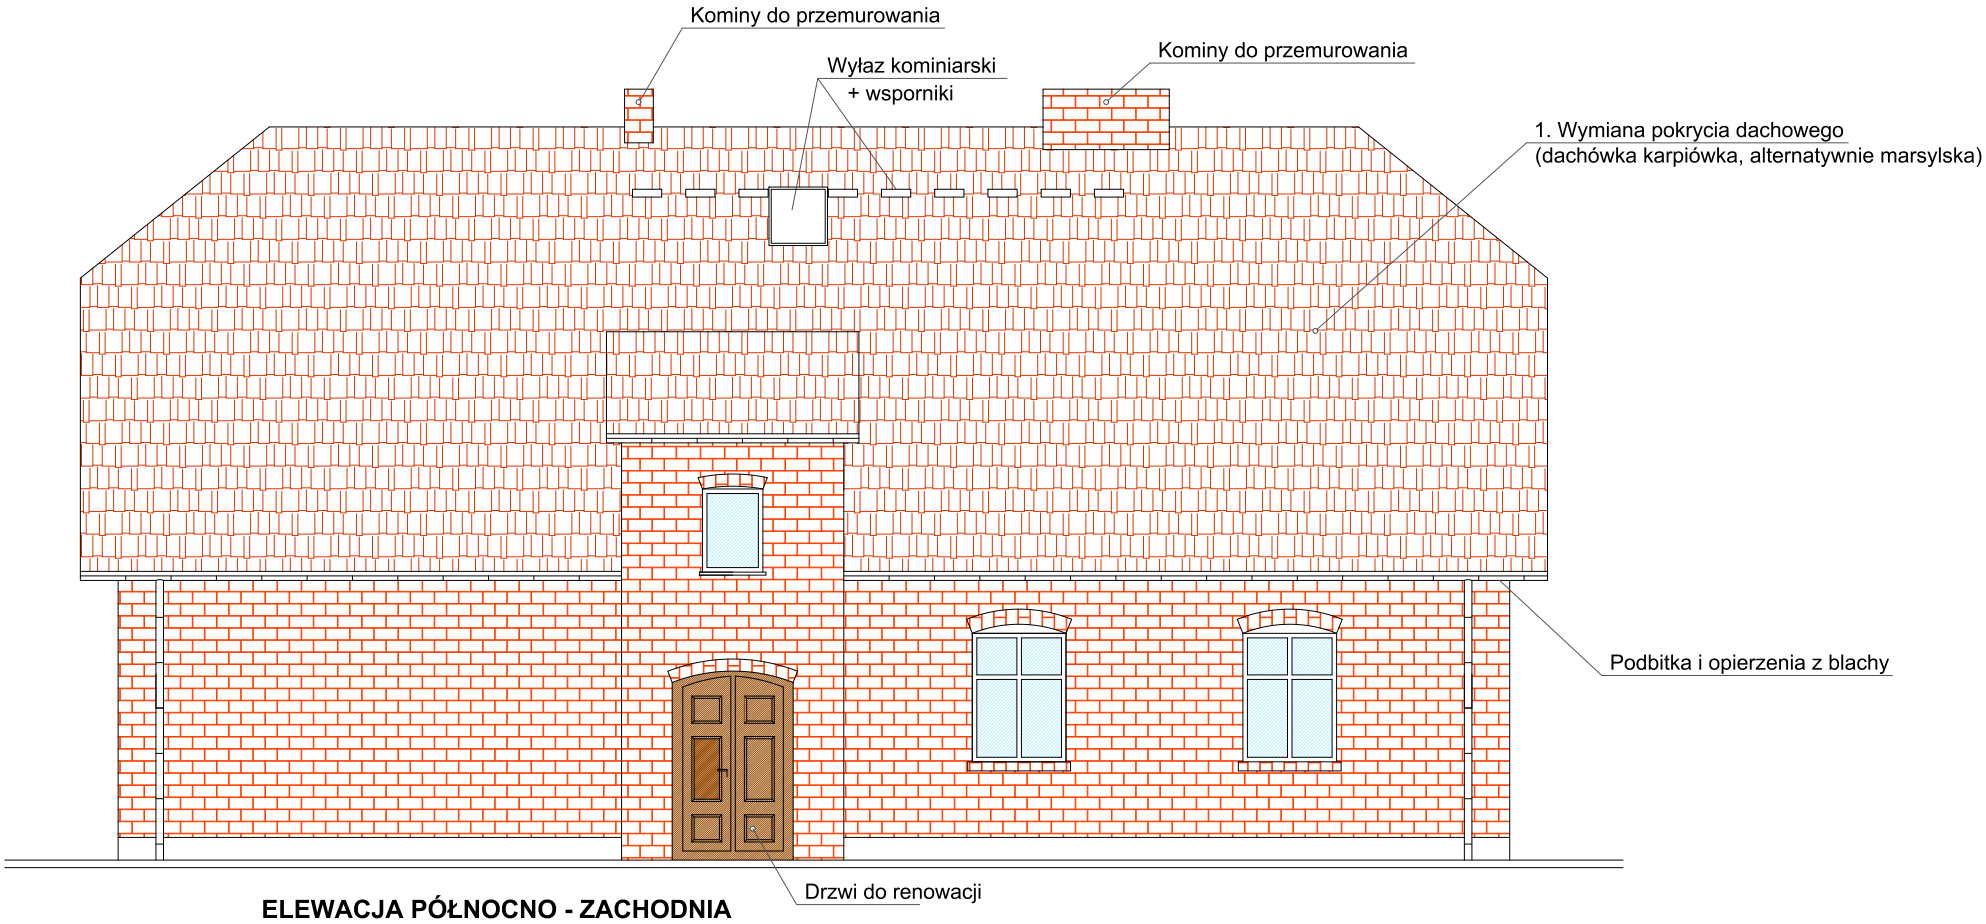 Kominy do przemurowania
Kominy do przemurowania
Wyłaz kominiarski
+ wsporniki
1. Wymiana pokrycia dachowego
(dachówka karpiówka, alternatywnie marsylska)
Podbitka i opierzenia z blachy
Drzwi do renowacji
ELEWACJA PÓŁNOCNO - ZACHODNIA